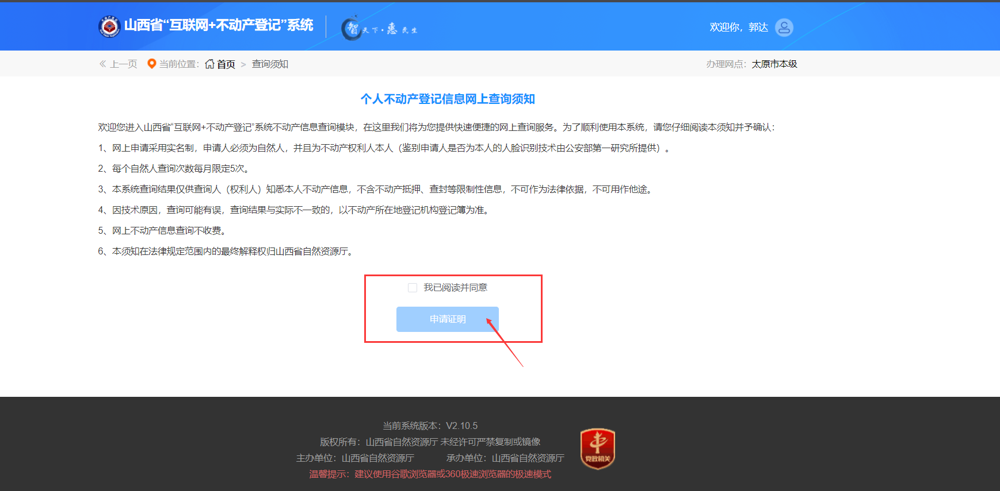 山西省“互联网+不动产登记”系统
智天下·惠民生
欢迎你，郭达
上一页 当前位置： 首页 > 查询须知
办理网点：太原市本级
个人不动产登记信息网上查询须知
欢迎您进入山西省“互联网+不动产登记”系统不动产信息查询模块，在这里我们将为您提供快速便捷的网上查询服务。为了顺利使用本系统，请您仔细阅读本须知并予确认：
1、网上申请采用实名制，申请人必须为自然人，并且为不动产权利人本人（鉴别申请人是否为本人的人脸识别技术由公安部第一研究所提供）。
2、每个自然人查询次数每月限定5次。
3、本系统查询结果仅供查询人（权利人）知悉本人不动产信息，不含不动产抵押、查封等限制性信息，不可作为法律依据，不可用作他途。
4、因技术原因，查询可能有误，查询结果与实际不一致的，以不动产所在地登记机构登记簿为准。
5、网上不动产信息查询不收费。
6、本须知在法律规定范围内的最终解释权归山西省自然资源厅。
我已阅读并同意
申请证明
当前系统版本：V2.10.5
版权所有：山西省自然资源厅 未经许可严禁复制或镜像
主办单位：山西省自然资源厅 承办单位：山西省自然资源厅
温馨提示：建议使用谷歌浏览器或360极速浏览器的极速模式
党政机关